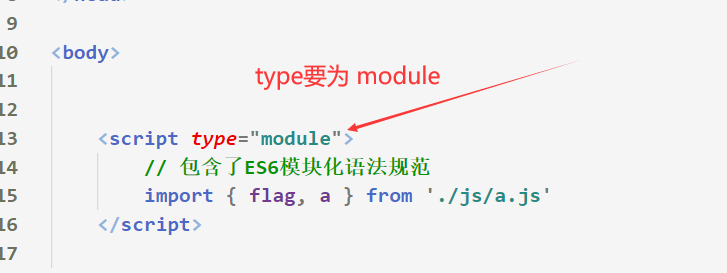 8 </head>
9
10 <body>
11
type要为 module
12
13 <script type="module">
14 // 包含了ES6模块化语法规范
15 import { flag, a } from './js/a.js'
16 </script>
17